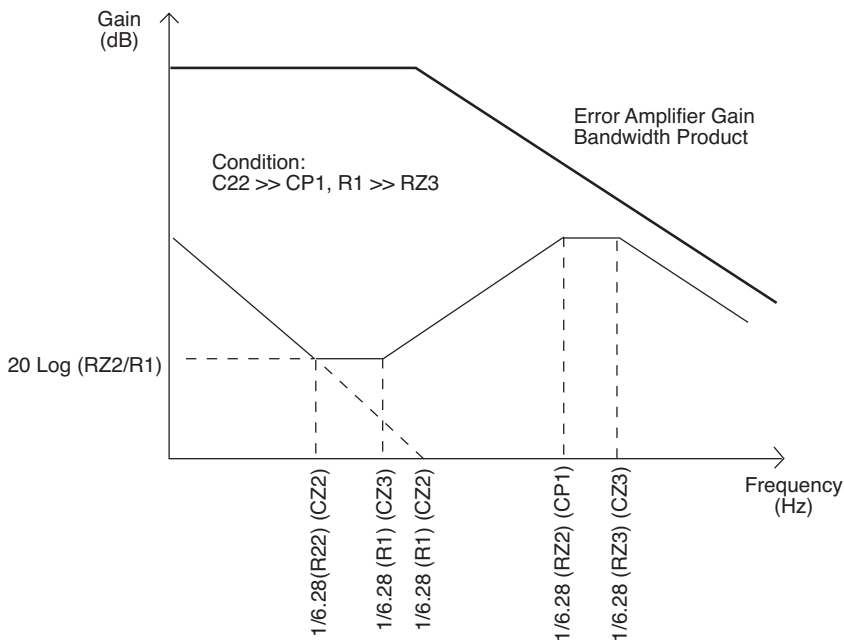 Gain
(dB)
Error Amplifier Gain
Bandwidth Product
Condition:
C22 >> CP1, R1 >> RZ3
20 Log (RZ2/R1)
1/6.28(R22) (CZ2)
1/6.28 (R1) (CZ3)
1/6.28 (R1) (CZ2)
1/6.28 (RZ2) (CP1)
1/6.28 (RZ3) (CZ3)
Frequency
(Hz)